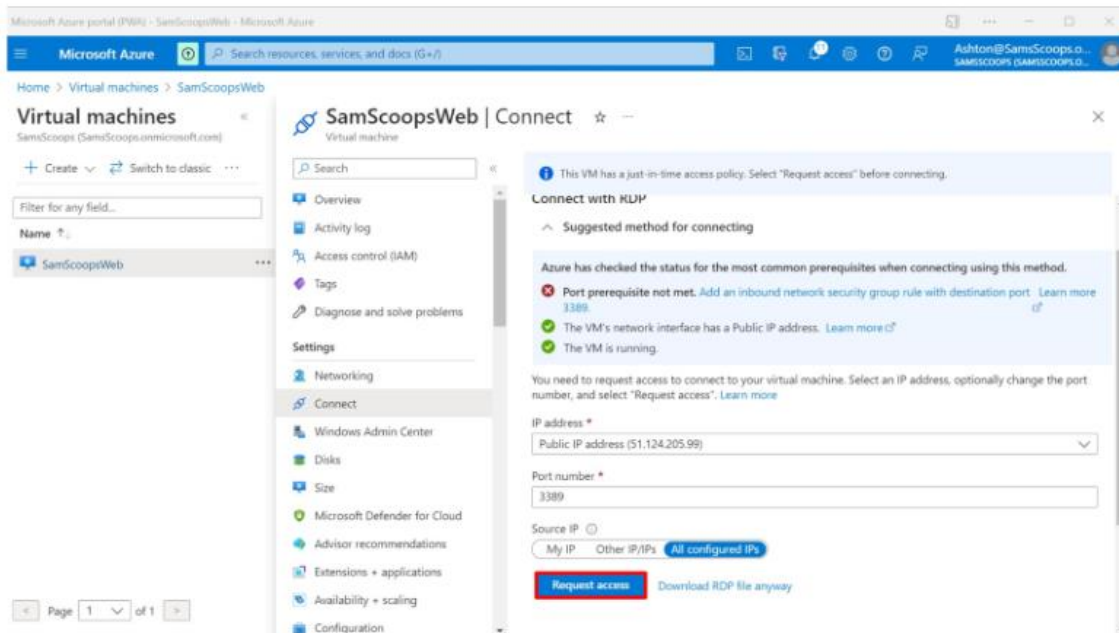 Microsoft Azure portal (PWA) - SamScoopsWeb - Microsoft Azure
Microsoft Azure
Search resources, services, and docs (G+/)
Ashton@SamsScoops.o...
SAMSSCOOPS (SAMSSCOOPS.O...
Home > Virtual machines > SamScoopsWeb
Virtual machines
SamsScoops (SamsScoops.onmicrosoft.com)
+ Create
Switch to classic
Filter for any field...
Name ↑↓
SamScoopsWeb
Page 1 of 1
SamScoopsWeb | Connect
Virtual machine
Search
Overview
Activity log
Access control (IAM)
Tags
Diagnose and solve problems
Settings
Networking
Connect
Windows Admin Center
Disks
Size
Microsoft Defender for Cloud
Advisor recommendations
Extensions + applications
Availability + scaling
Configuration
This VM has a just-in-time access policy. Select "Request access" before connecting.
Connect with RDP
Suggested method for connecting
Azure has checked the status for the most common prerequisites when connecting using this method.
Port prerequisite not met. Add an inbound network security group rule with destination port Learn more
3389.
The VM's network interface has a Public IP address. Learn more
The VM is running.
You need to request access to connect to your virtual machine. Select an IP address, optionally change the port
number, and select "Request access". Learn more
IP address *
Public IP address (51.124.205.99)
Port number *
3389
Source IP
My IP Other IP/IPs All configured IPs
Request access Download RDP file anyway